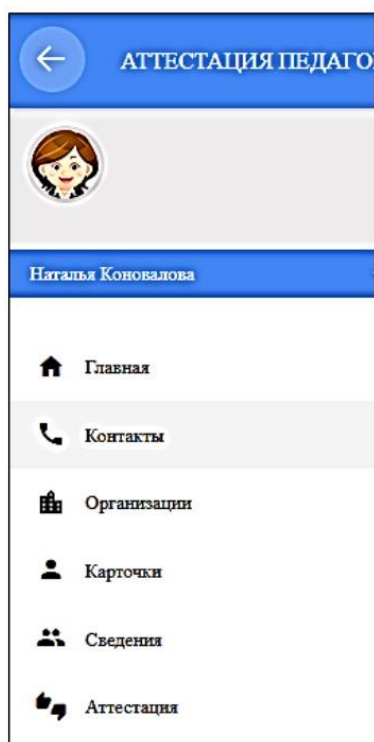 АТТЕСТАЦИЯ ПЕДАГО
Наталья Коновалова
Главная
Контакты
Организации
Карточки
Сведения
Аттестация